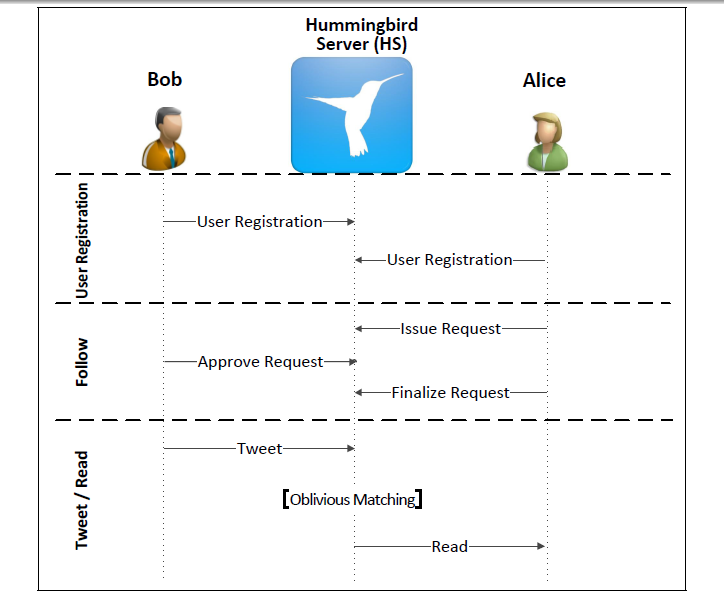 Hummingbird
Server (HS)
Bob
Alice
User Registration
User Registration
User Registration
Follow
Issue Request
Approve Request
Finalize Request
Tweet / Read
Tweet
[Oblivious Matching]
Read